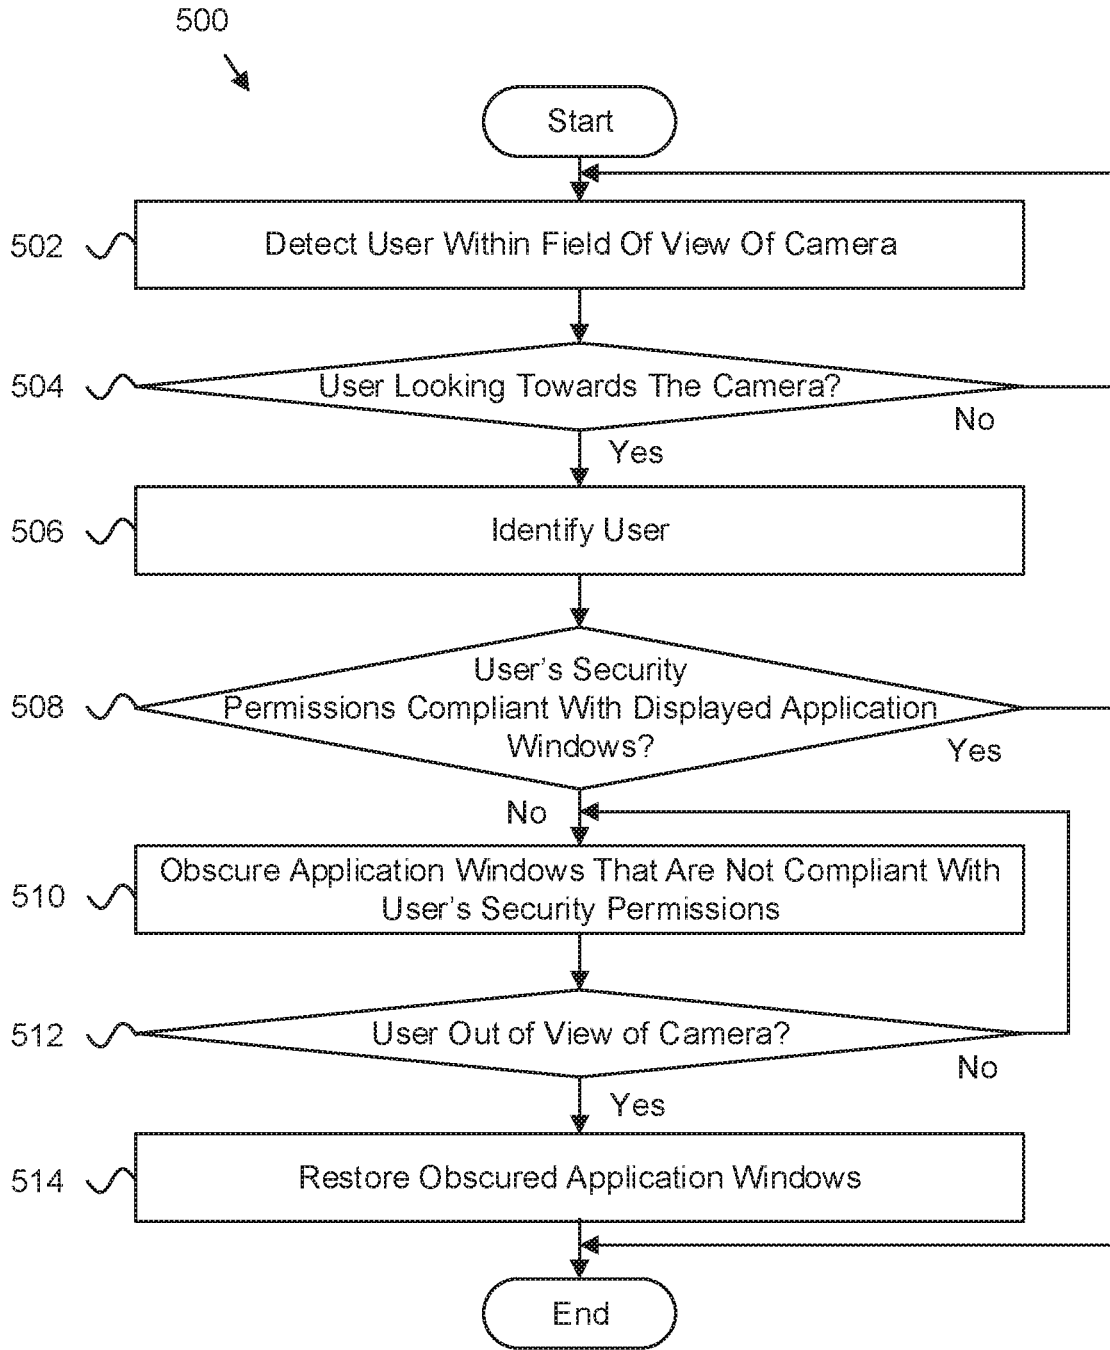 500
Start
502
Detect User Within Field Of View Of Camera
504
User Looking Towards The Camera?
No
Yes
506
Identify User
508
User's Security
Permissions Compliant With Displayed Application
Windows?
Yes
No
510
Obscure Application Windows That Are Not Compliant With
User's Security Permissions
512
User Out of View of Camera?
No
Yes
514
Restore Obscured Application Windows
End